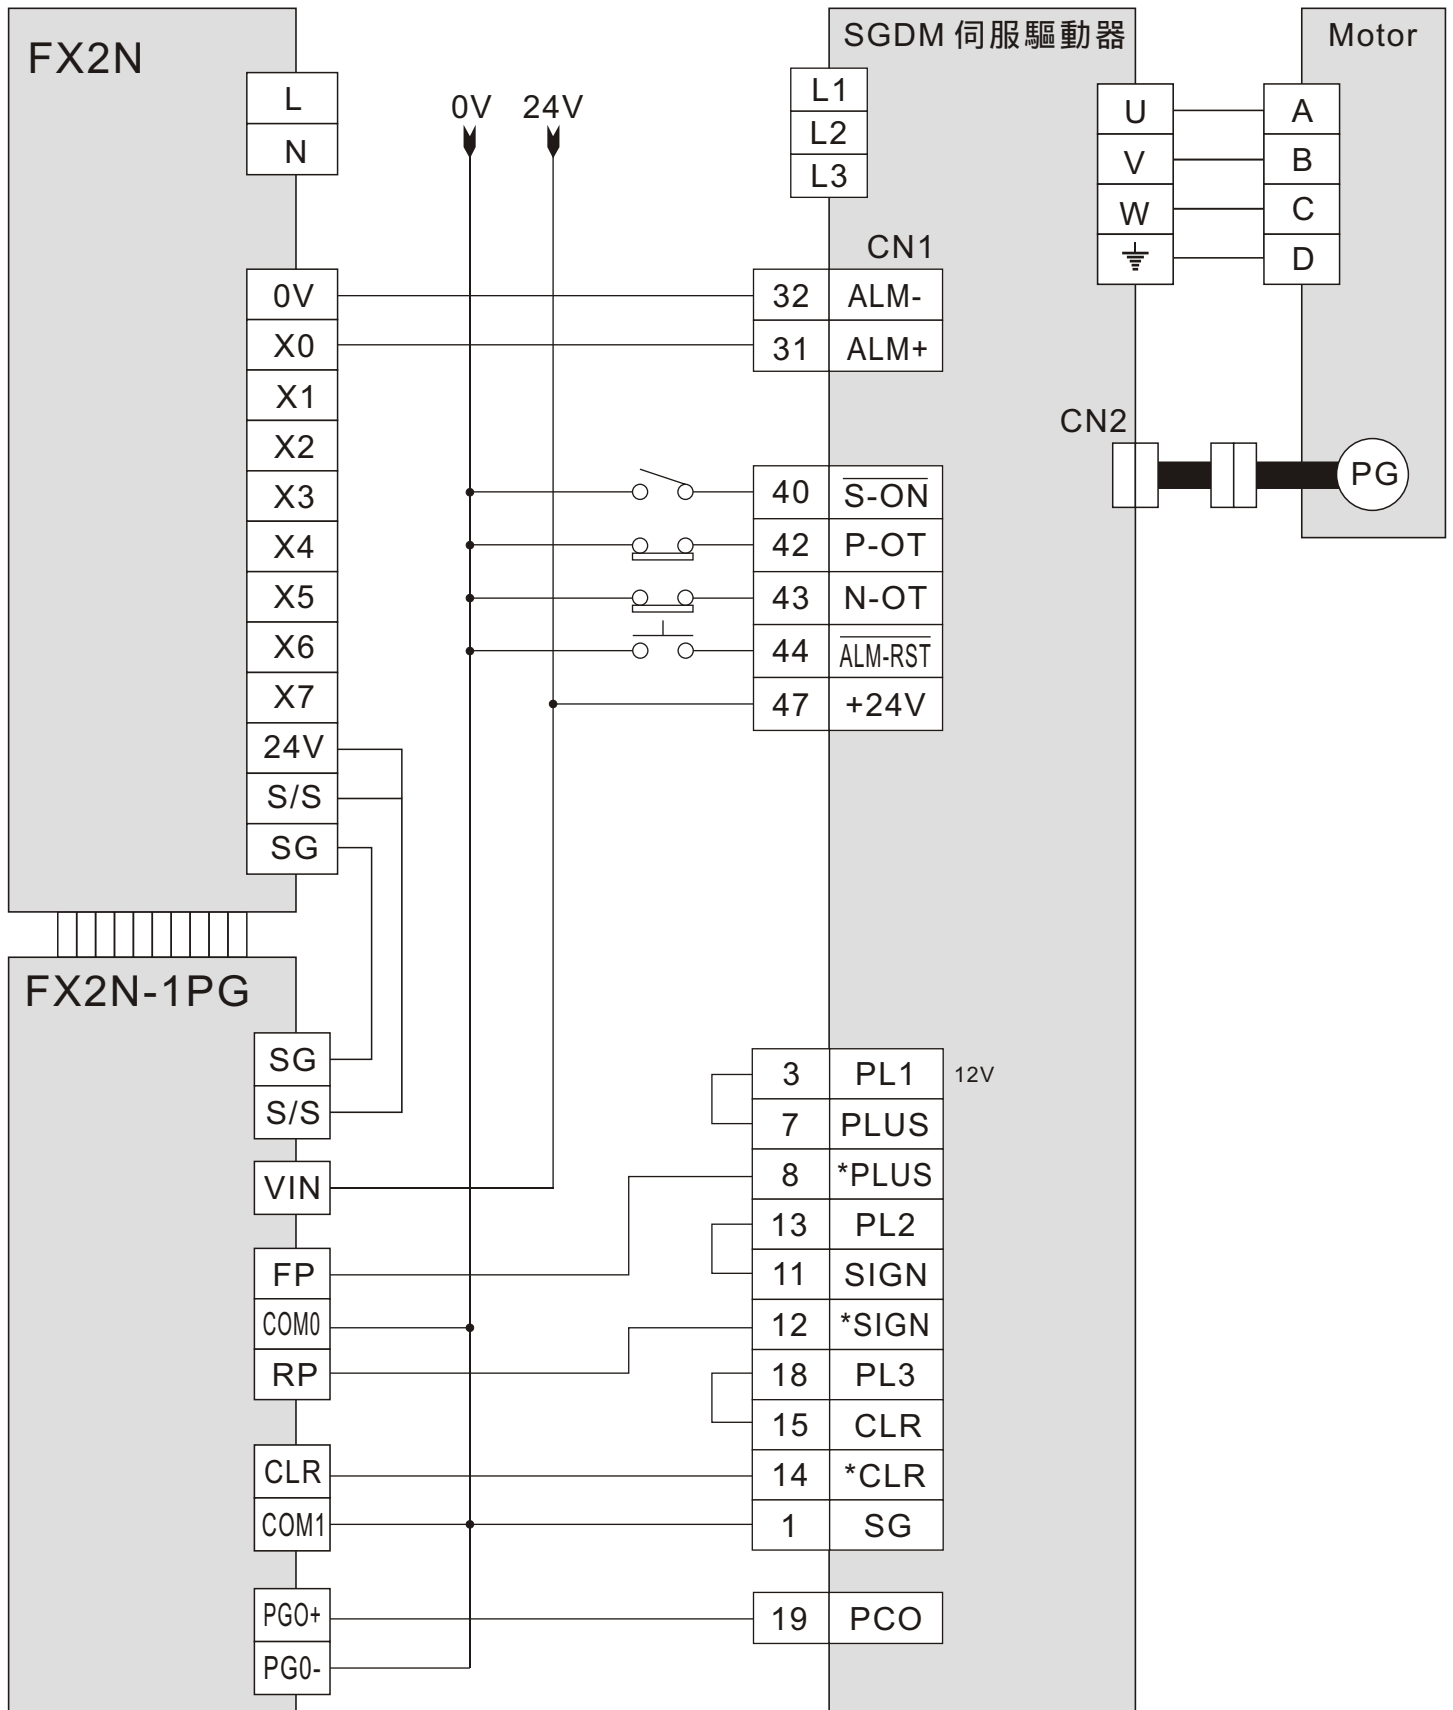 FX2N
L
N
0V
X0
X1
X2
X3
X4
X5
X6
X7
24V
S/S
SG
FX2N-1PG
SG
S/S
VIN
FP
COM0
RP
CLR
COM1
PGO+
PG0-
0V 24V
SGDM 伺服驅動器
L1
L2
L3
CN1
32 ALM-
31 ALM+
40 S-ON
42 P-OT
43 N-OT
44 ALM-RST
47 +24V
3 PL1 12V
7 PLUS
8 *PLUS
13 PL2
11 SIGN
12 *SIGN
18 PL3
15 CLR
14 *CLR
1 SG
19 PCO
U
V
W
CN2
Motor
A
B
C
D
PG